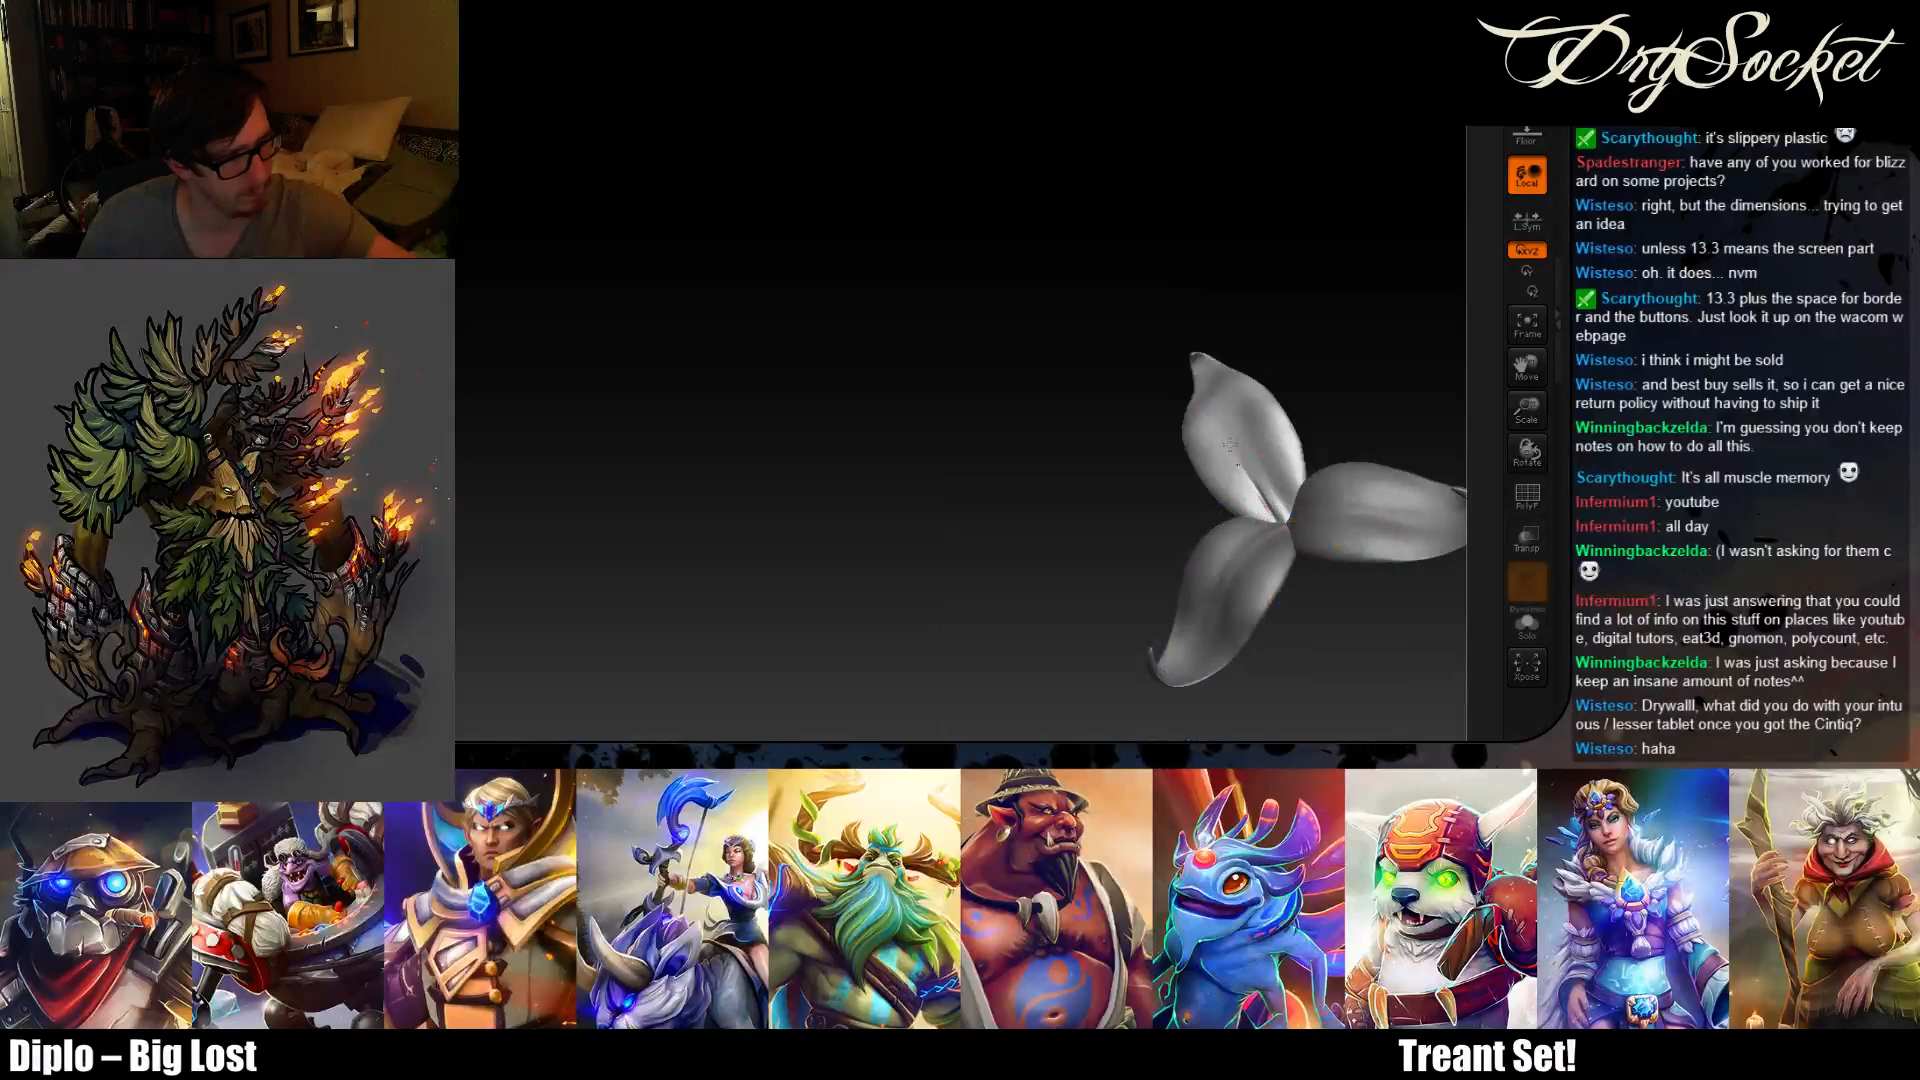 DrySocket
Floor
Local
L.Sym
XYZ
Y
Z
Frame
Move
Scale
Rotate
PolyF
Transp
Dynamic
Solo
Xpose
Scarythought: it's slippery plastic
Spadestranger: have any of you worked for blizz
ard on some projects?
Wisteso: right, but the dimensions... trying to get
an idea
Wisteso: unless 13.3 means the screen part
Wisteso: oh. it does... nvm
Scarythought: 13.3 plus the space for borde
r and the buttons. Just look it up on the wacom w
ebpage
Wisteso: i think i might be sold
Wisteso: and best buy sells it, so i can get a nice
return policy without having to ship it
Winningbackzelda: I'm guessing you don't keep
notes on how to do all this.
Scarythought: It's all muscle memory
Infermium1: youtube
Infermium1: all day
Winningbackzelda: (I wasn't asking for them c
Infermium1: I was just answering that you could
find a lot of info on this stuff on places like youtub
e, digital tutors, eat3d, gnomon, polycount, etc.
Winningbackzelda: I was just asking because I
keep an insane amount of notes^^
Wisteso: Drywalll, what did you do with your intu
ous / lesser tablet once you got the Cintiq?
Wisteso: haha
Diplo – Big Lost
Treant Set!